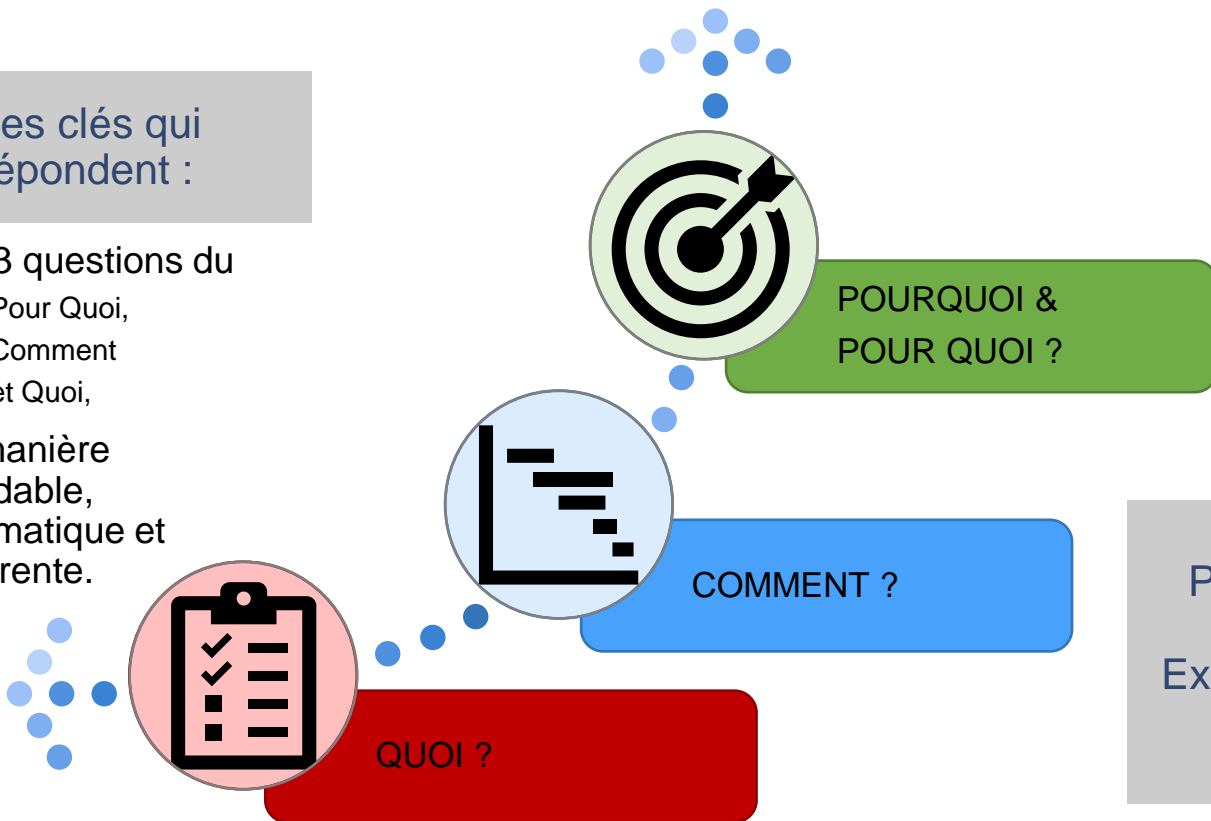 es clés qui
épondent :
3 questions du
Pour Quoi,
Comment
et Quoi,
manière
dable,
matique et
rente.
POURQUOI &
POUR QUOI ?
COMMENT ?
QUOI ?
P
Ex